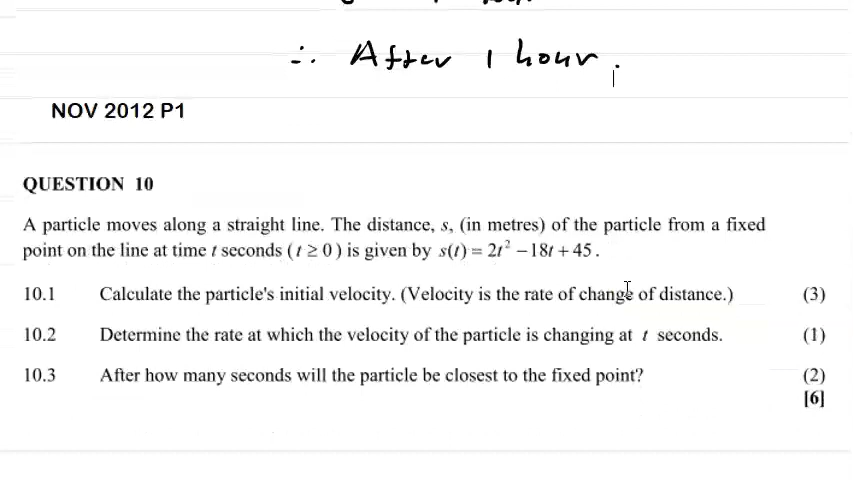 ∴ After 1 hour.
NOV 2012 P1
QUESTION 10
A particle moves along a straight line. The distance, s, (in metres) of the particle from a fixed
point on the line at time t seconds (t ≥ 0) is given by s(t) = 2t² − 18t + 45.
10.1 Calculate the particle's initial velocity. (Velocity is the rate of change of distance.) (3)
10.2 Determine the rate at which the velocity of the particle is changing at t seconds. (1)
10.3 After how many seconds will the particle be closest to the fixed point? (2)
[6]